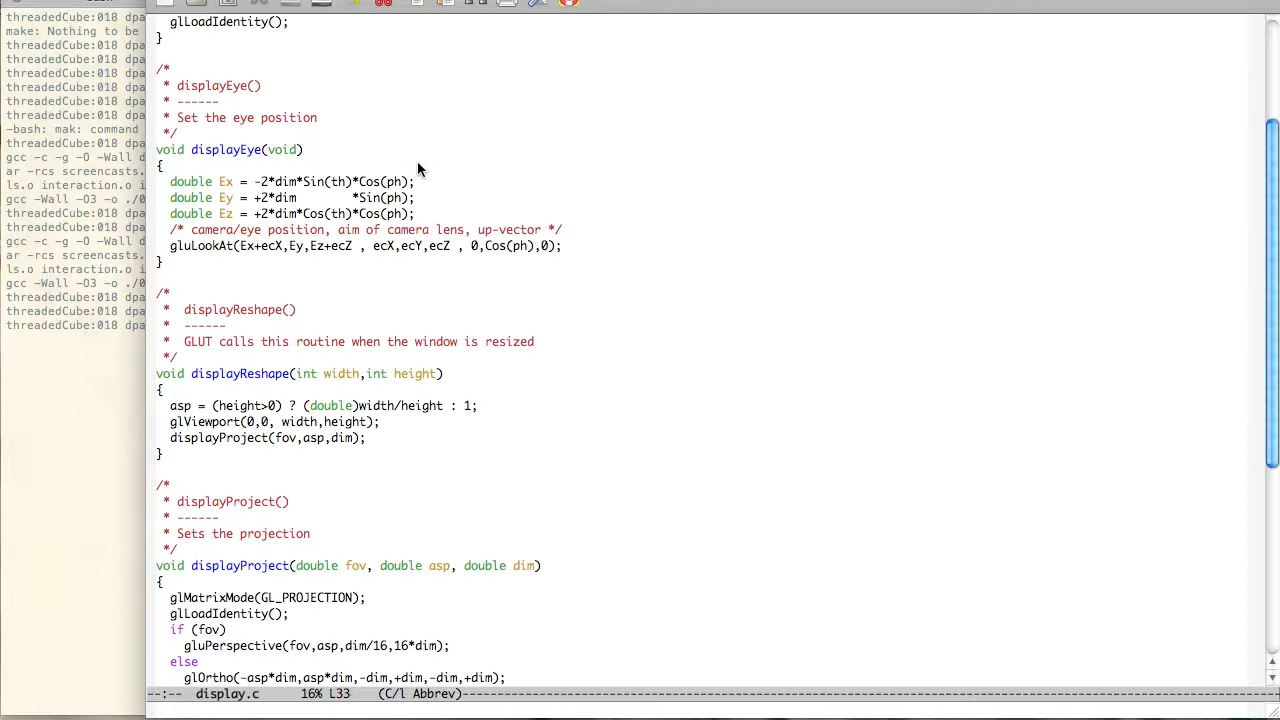 threadedCube:018 dpa
make: Nothing to be
threadedCube:018 dpa
threadedCube:018 dpa
threadedCube:018 dpa
threadedCube:018 dpa
threadedCube:018 dpa
threadedCube:018 dpa
-bash: mak: command
threadedCube:018 dpa
gcc -c -g -O -Wall d
ar -rcs screencasts.
ls.o interaction.o i
gcc -Wall -O3 -o ./0
threadedCube:018 dpa
threadedCube:018 dpa
gcc -c -g -O -Wall d
ar -rcs screencasts.
ls.o interaction.o i
gcc -Wall -O3 -o ./0
threadedCube:018 dpa
threadedCube:018 dpa
threadedCube:018 dpa
glLoadIdentity();
}
/*
* displayEye()
* ------
* Set the eye position
*/
void displayEye(void)
{
double Ex = -2*dim*Sin(th)*Cos(ph);
double Ey = +2*dim        *Sin(ph);
double Ez = +2*dim*Cos(th)*Cos(ph);
/* camera/eye position, aim of camera lens, up-vector */
gluLookAt(Ex+ecX,Ey,Ez+ecZ , ecX,ecY,ecZ , 0,Cos(ph),0);
}
/*
*  displayReshape()
*  ------
*  GLUT calls this routine when the window is resized
*/
void displayReshape(int width,int height)
{
asp = (height>0) ? (double)width/height : 1;
glViewport(0,0, width,height);
displayProject(fov,asp,dim);
}
/*
* displayProject()
* ------
* Sets the projection
*/
void displayProject(double fov, double asp, double dim)
{
glMatrixMode(GL_PROJECTION);
glLoadIdentity();
if (fov)
gluPerspective(fov,asp,dim/16,16*dim);
else
glOrtho(-asp*dim,asp*dim,-dim,+dim,-dim,+dim);
--:--  display.c      16% L33    (C/l Abbrev)